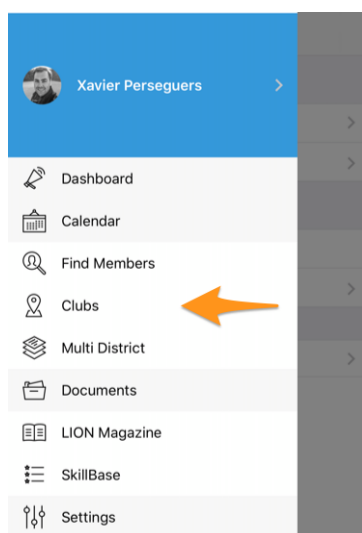 Xavier Perseguers
Dashboard
Calendar
Find Members
Clubs
Multi District
Documents
LION Magazine
SkillBase
Settings